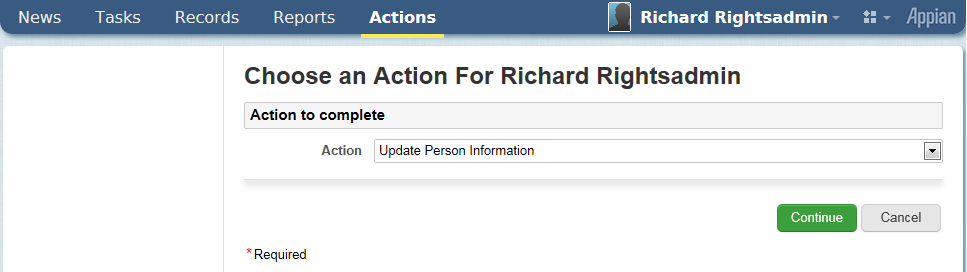 News Tasks Records Reports Actions Richard Rightsadmin Appian
Choose an Action For Richard Rightsadmin
Action to complete
Action Update Person Information
Continue Cancel
*Required